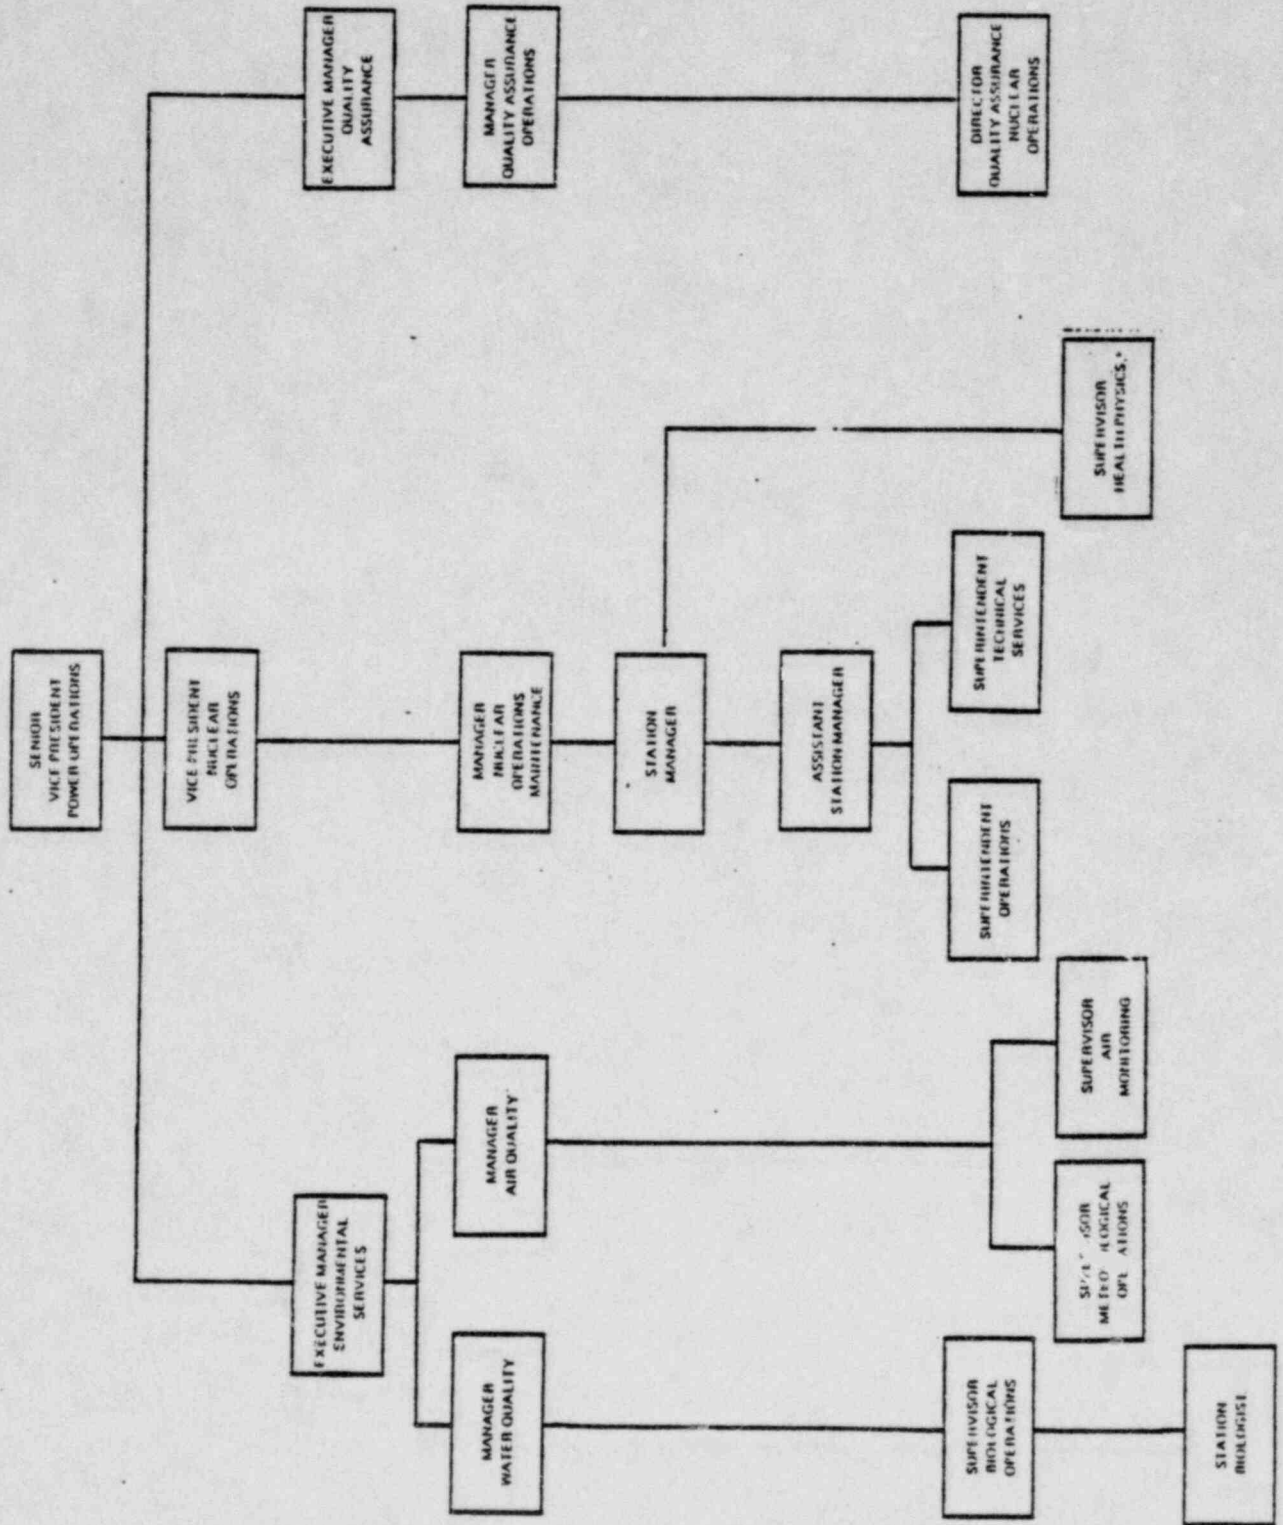 SENIOR
VICE PRESIDENT
POWER OPERATIONS
VICE PRESIDENT
NUCLEAR
OPERATIONS
EXECUTIVE MANAGER
ENVIRONMENTAL
SERVICES
EXECUTIVE MANAGER
QUALITY
ASSURANCE
MANAGER
WATER QUALITY
MANAGER
AIR QUALITY
MANAGER
NUCLEAR
OPERATIONS
MAINTENANCE
MANAGER
QUALITY ASSURANCE
OPERATIONS
STATION
MANAGER
ASSISTANT
STATION MANAGER
SUPERVISOR
BIOLOGICAL
OPERATIONS
SUPERINTENDENT
OPERATIONS
SUPERINTENDENT
TECHNICAL
SERVICES
DIRECTOR
QUALITY ASSURANCE
NUCLEAR
OPERATIONS
SUPERVISOR
AIR
MONITORING
SUPERVISOR
HEALTH PHYSICS.*
STATION
BIOLOGIST